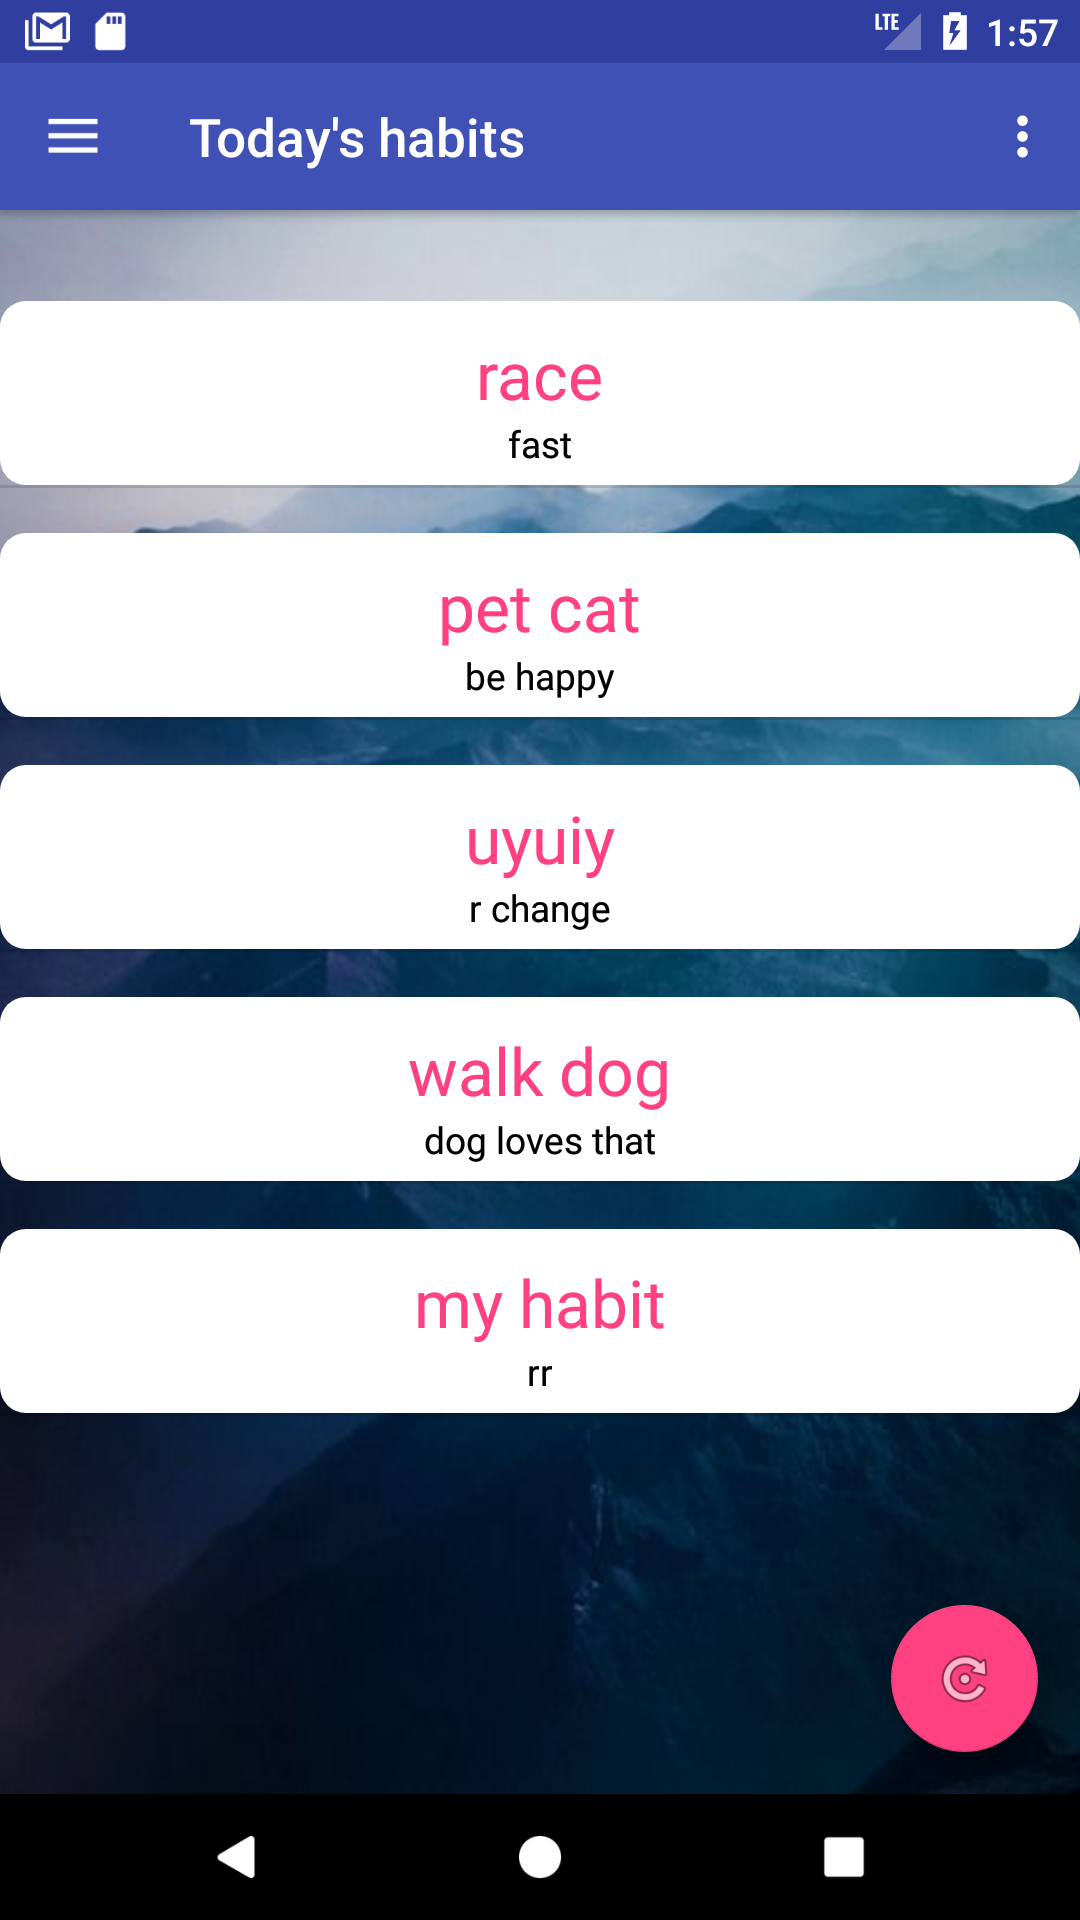 LTE 1:57
Today's habits
race
fast
pet cat
be happy
uyuiy
r change
walk dog
dog loves that
my habit
rr